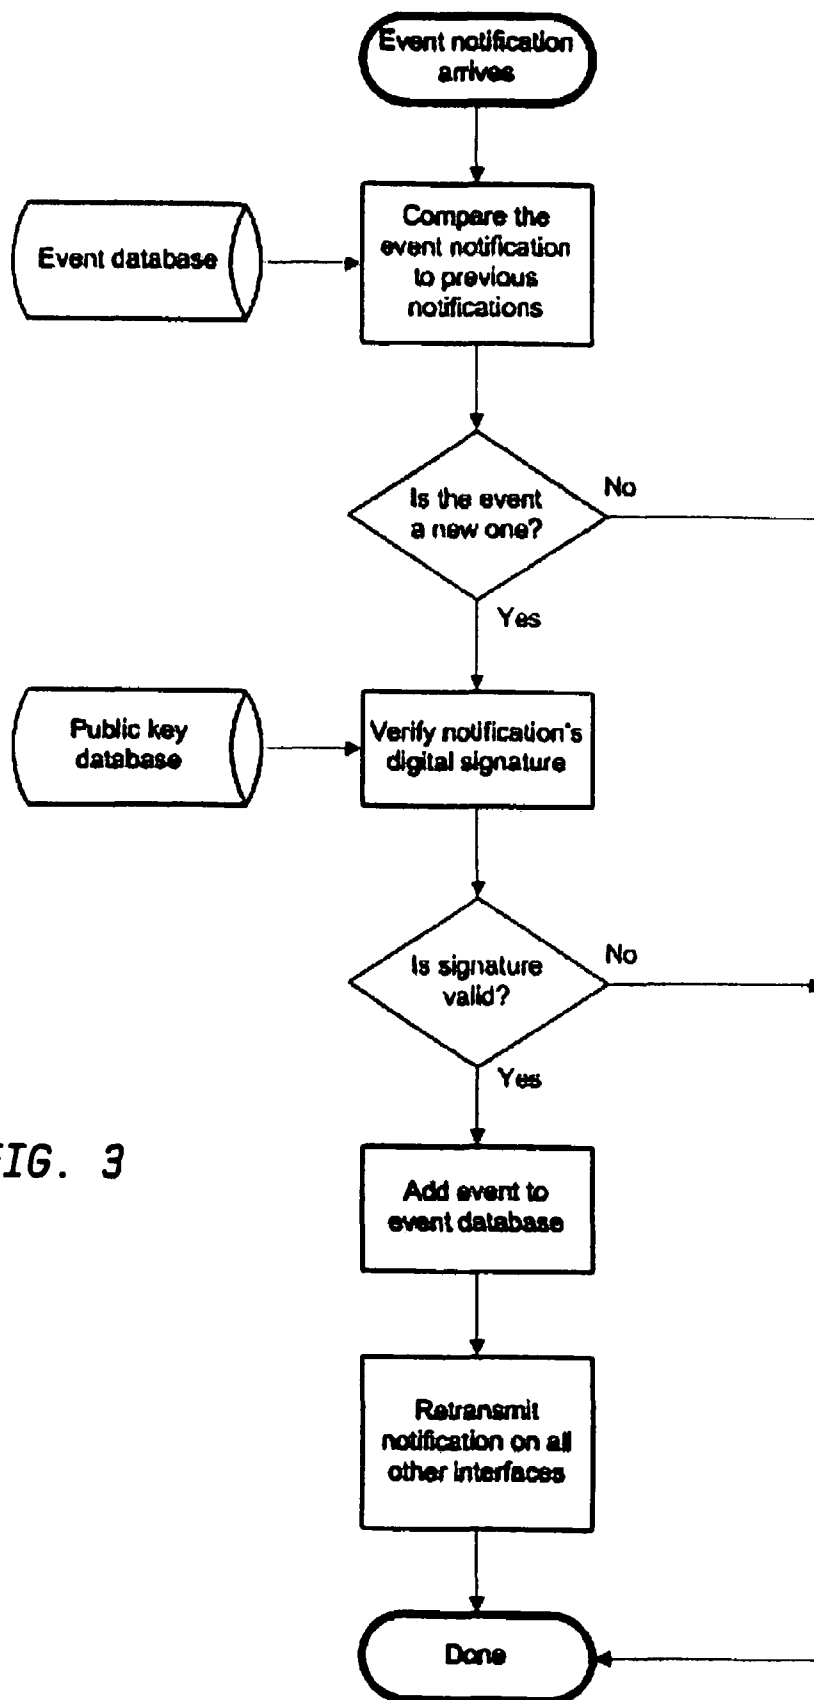 Event notification
arrives
Compare the
event notification
to previous
notifications
Event database
Is the event
a new one?
No
Yes
Public key
database
Verify notification's
digital signature
Is signature
valid?
No
Yes
FIG. 3
Add event to
event database
Retransmit
notification on all
other interfaces
Done